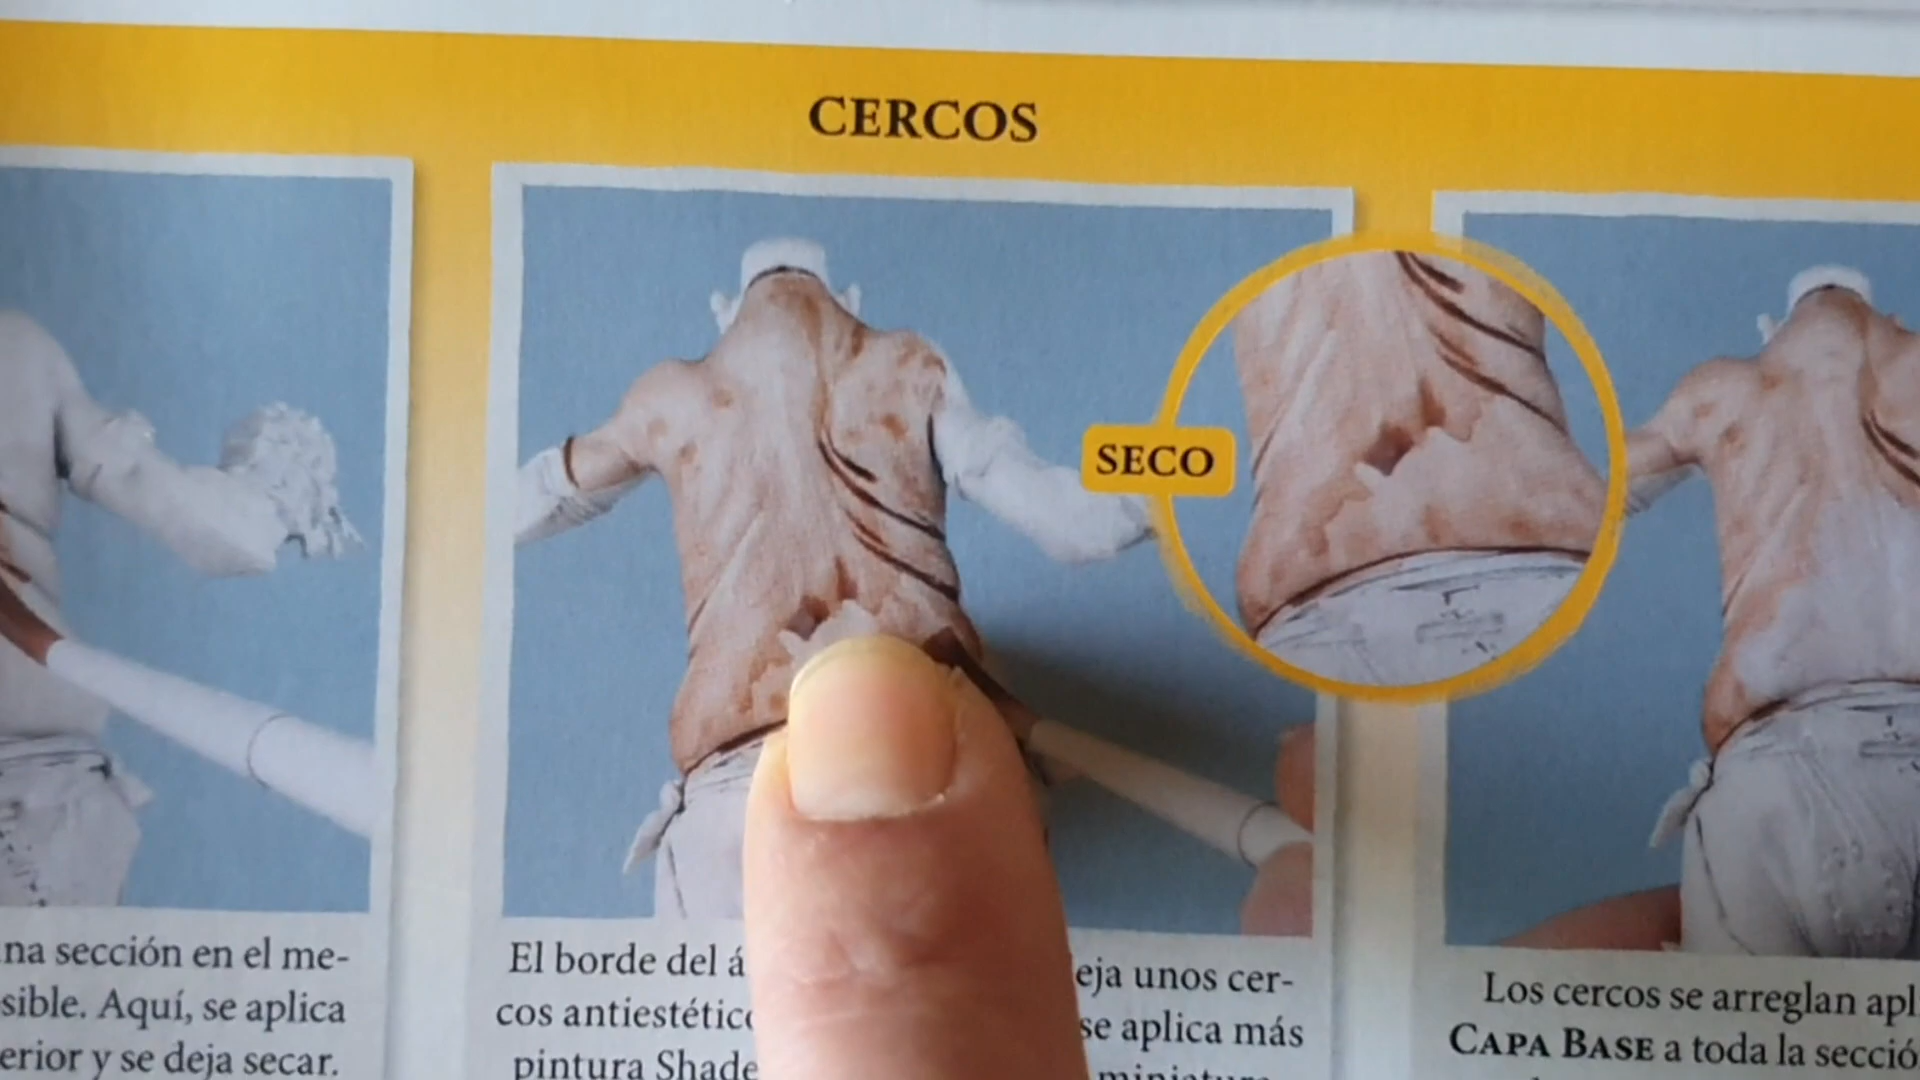 CERCOS
SECO
na sección en el me-
sible. Aquí, se aplica
erior y se deja secar.
El borde del á
eja unos cer-
cos antiestétic
se aplica más
pintura Shade
Los cercos se arreglan apl
CAPA BASE a toda la secció